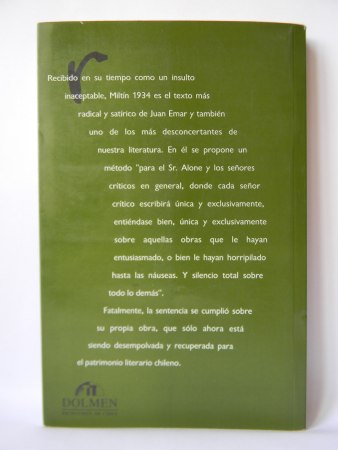 Recibido en su tiempo como un insulto
inaceptable, Miltín 1934 es el texto más
radical y satírico de Juan Emar y también
uno de los más desconcertantes de
nuestra literatura. En él se propone un
método "para el Sr. Alone y los señores
críticos en general, donde cada señor
crítico escribirá única y exclusivamente,
entiéndase bien, única y exclusivamente
sobre aquellas obras que le hayan
entusiasmado, o bien le hayan horripilado
hasta las náuseas. Y silencio total sobre
todo lo demás".
Fatalmente, la sentencia se cumplió sobre
su propia obra, que sólo ahora está
siendo desempolvada y recuperada para
el patrimonio literario chileno.
DOLMEN